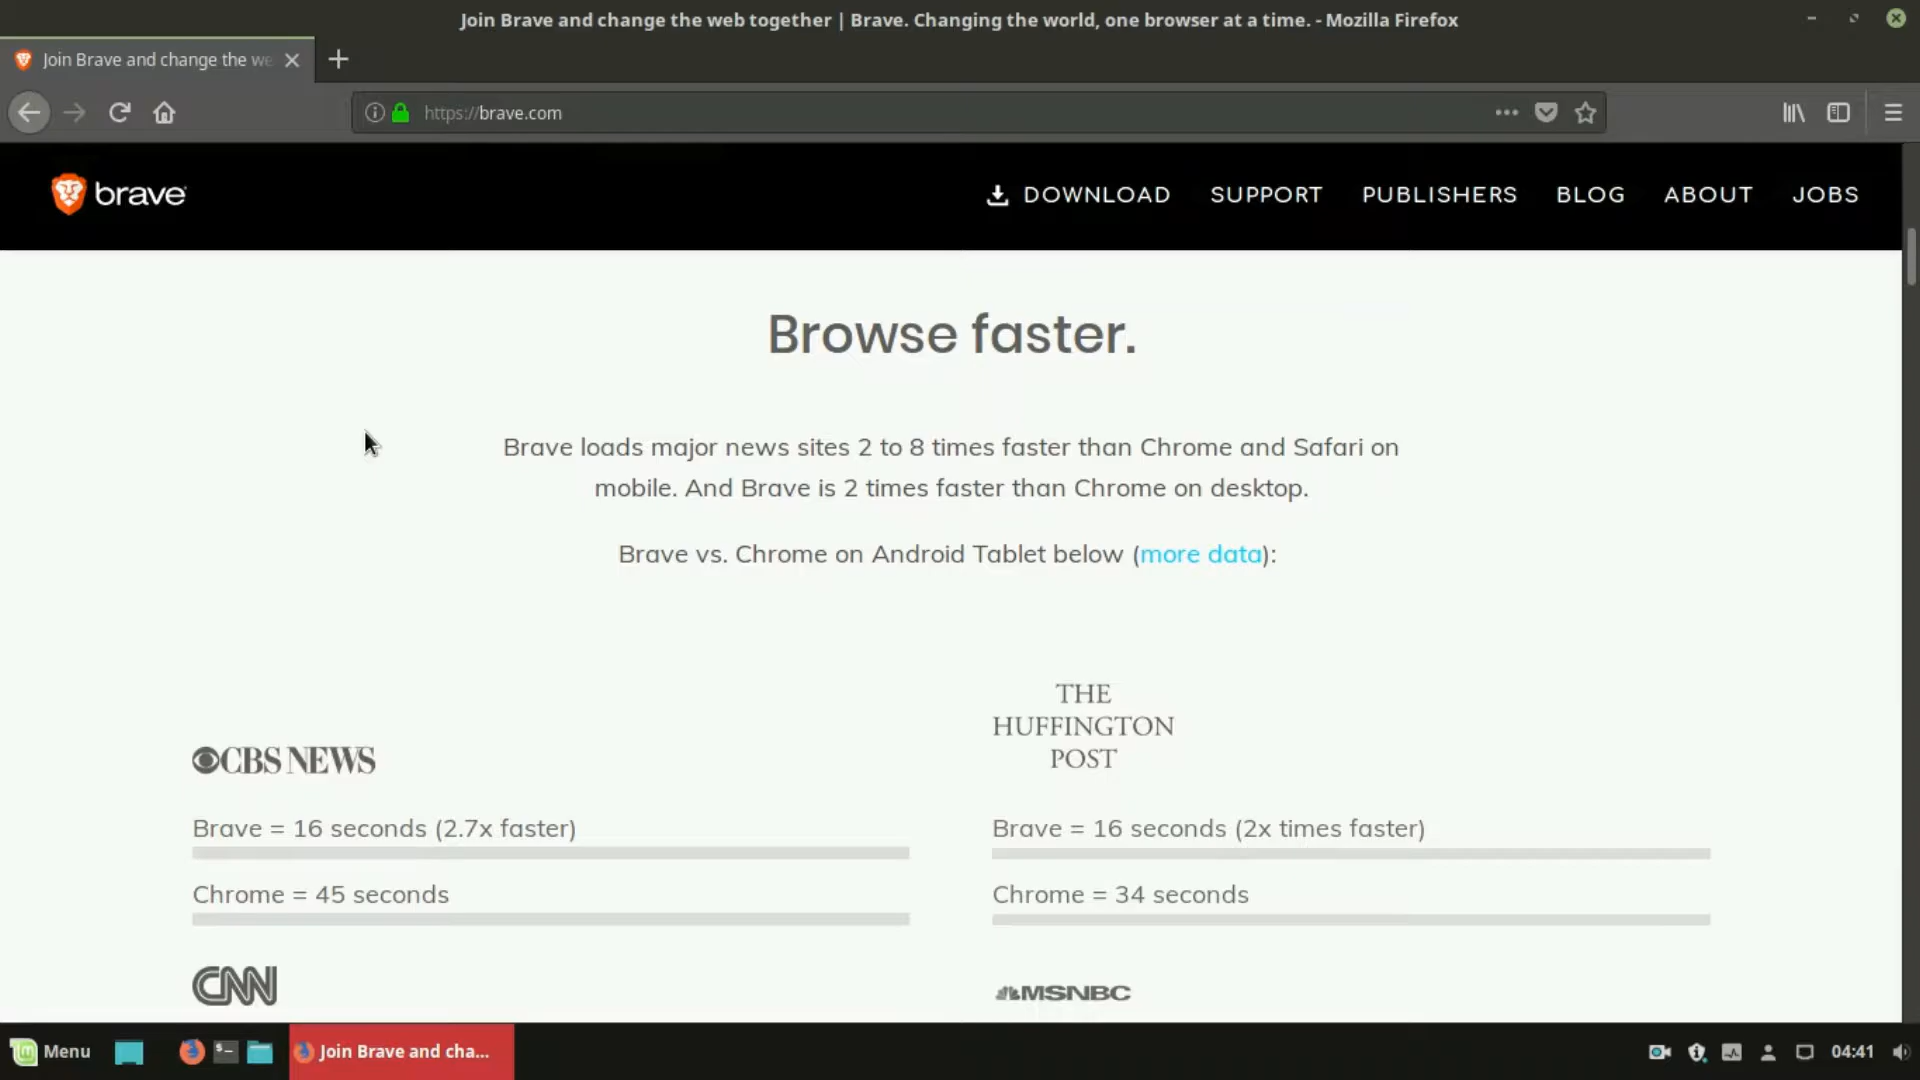 Join Brave and change the web together | Brave. Changing the world, one browser at a time. - Mozilla Firefox
Join Brave and change the we
https://brave.com
brave
DOWNLOAD SUPPORT PUBLISHERS BLOG ABOUT JOBS
Browse faster.
Brave loads major news sites 2 to 8 times faster than Chrome and Safari on
mobile. And Brave is 2 times faster than Chrome on desktop.
Brave vs. Chrome on Android Tablet below (more data):
CBS NEWS
Brave = 16 seconds (2.7x faster)
Chrome = 45 seconds
THE
HUFFINGTON
POST
Brave = 16 seconds (2x times faster)
Chrome = 34 seconds
CNN
MSNBC
Menu
Join Brave and cha...
04:41